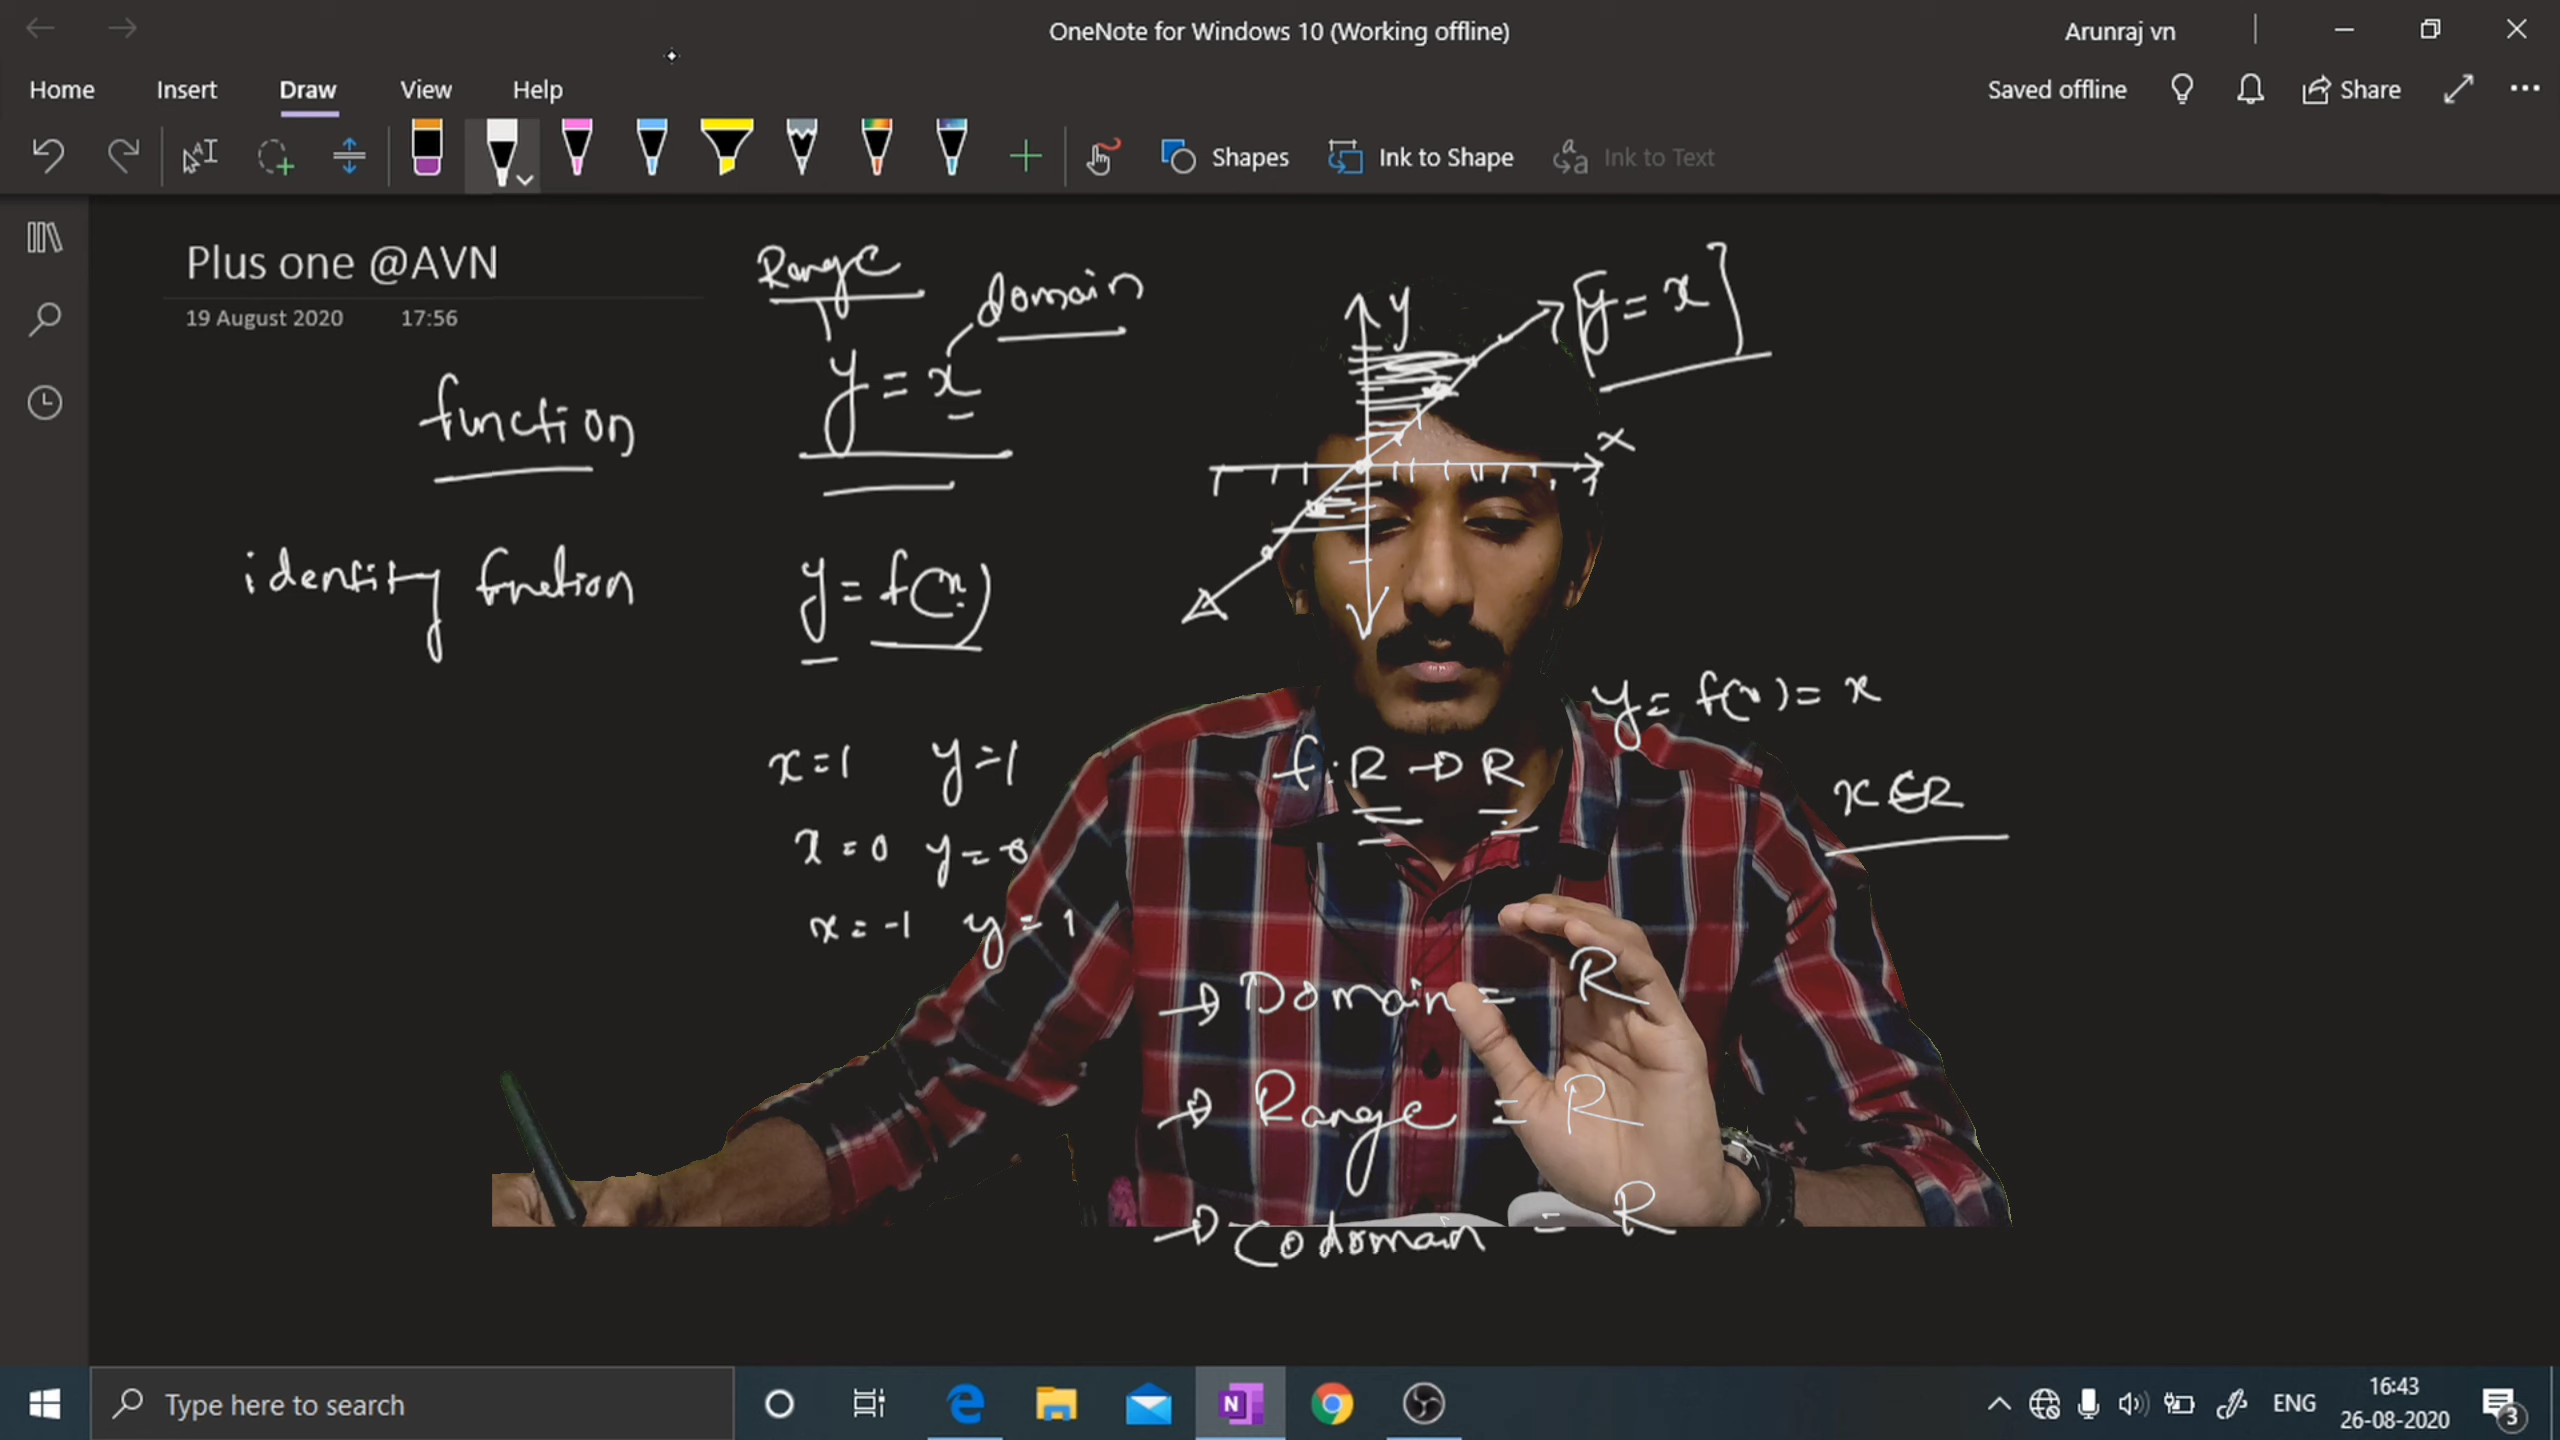 OneNote for Windows 10 (Working offline)
Arunraj vn
Home Insert Draw View Help
Saved offline Share
Shapes Ink to Shape Ink to Text
Plus one @AVN
19 August 2020 17:56
Range
domain
y = x
function
y
[y = x]
x
identity function
y = f(x)
y = f(x) = x
x=1 y=1
f: R → R
x ∈ R
x = 0 y = 0
x = -1 y = 1
→ Domain = R
→ Range = R
→ Codomain = R
Type here to search
ENG
16:43
26-08-2020
3